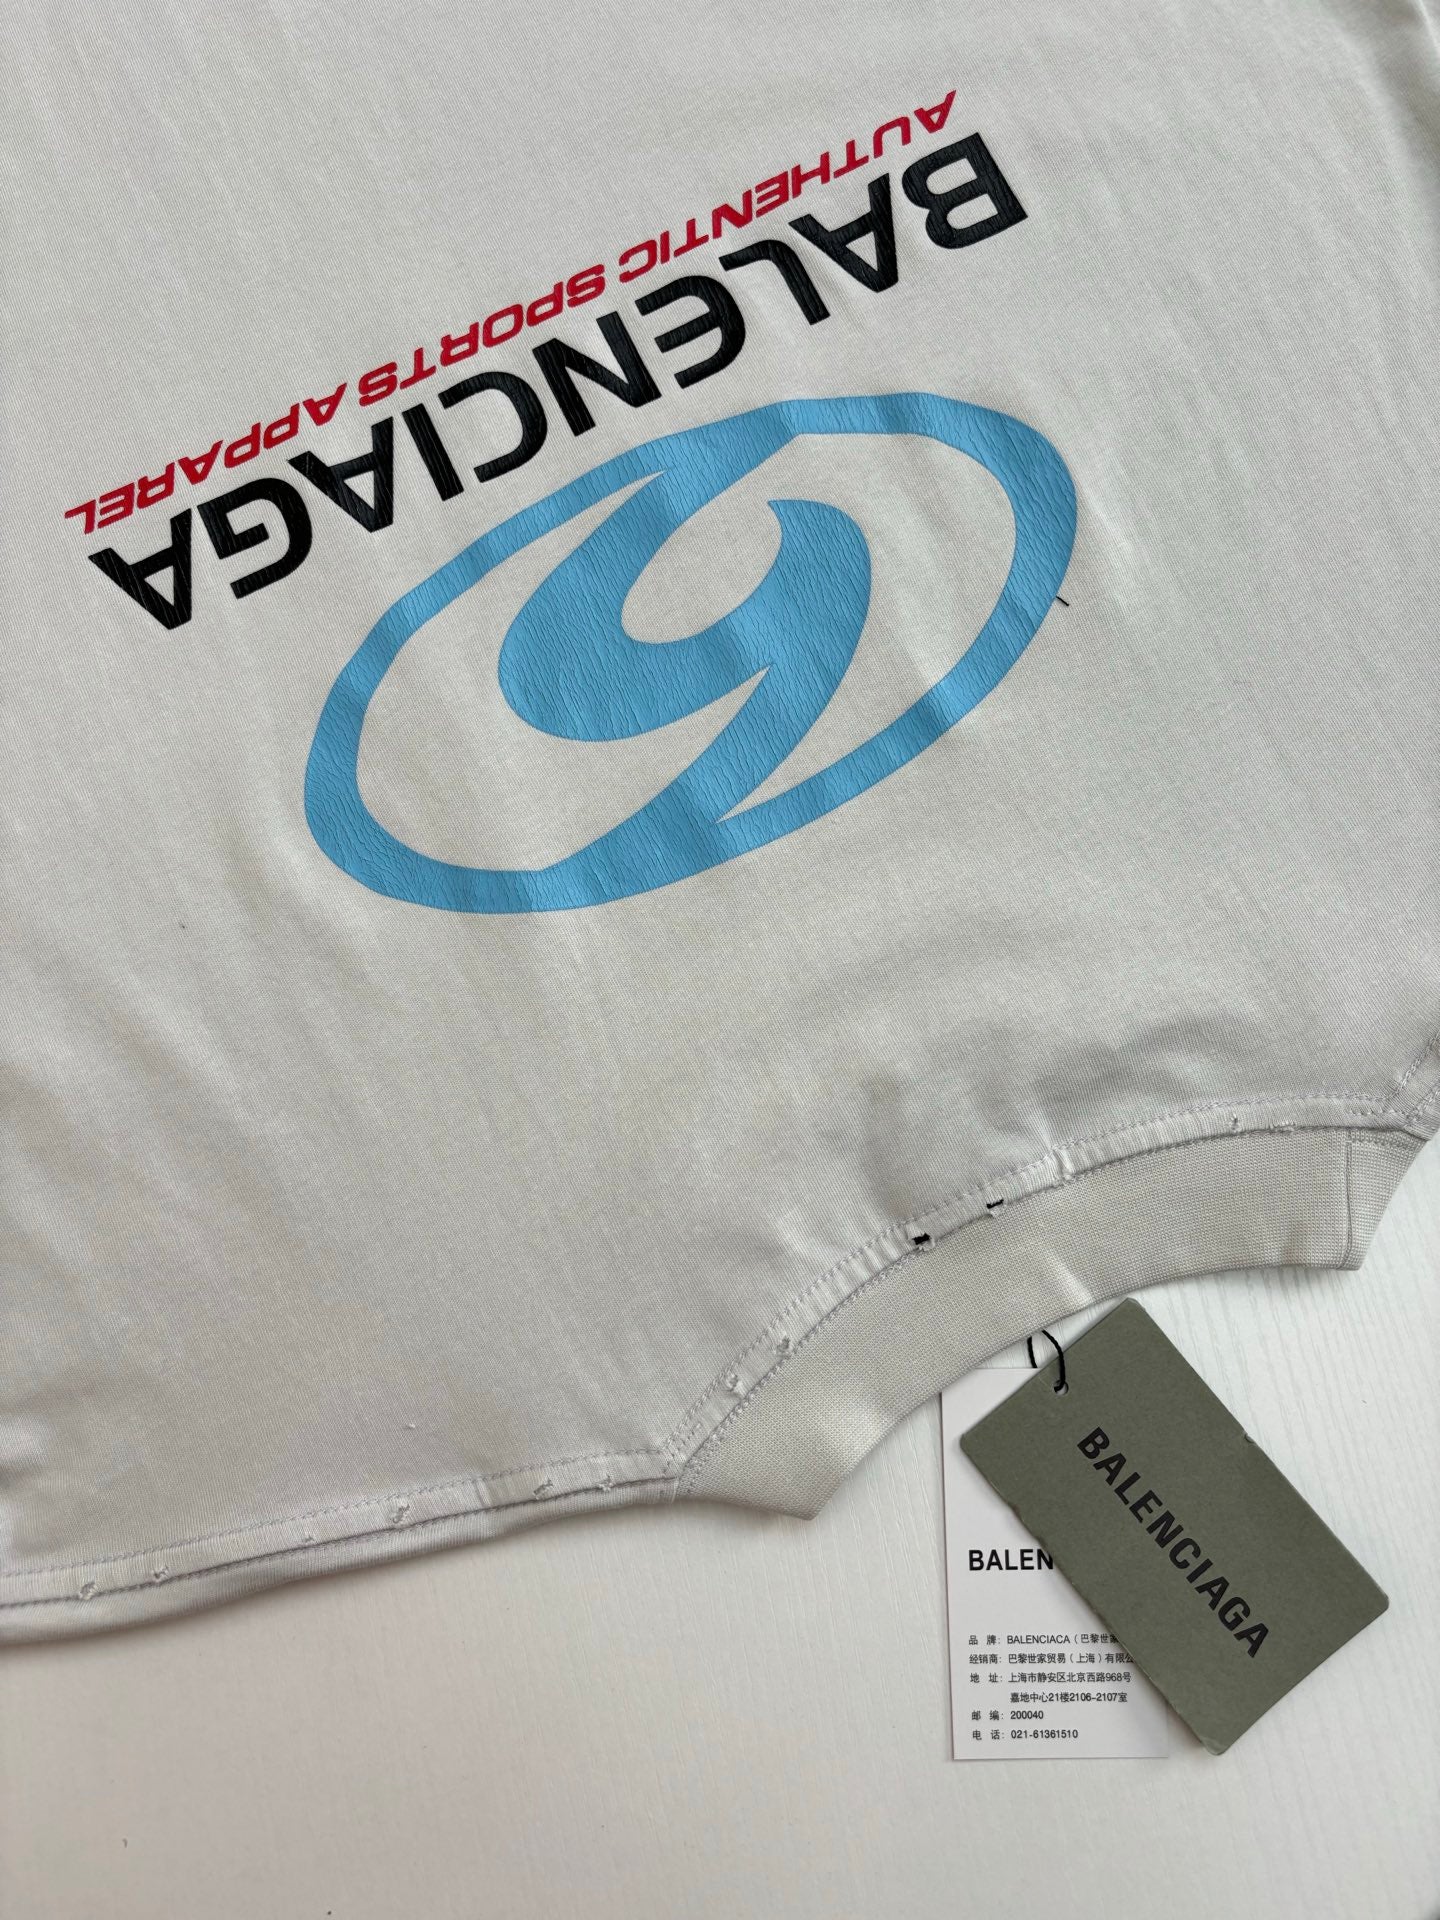 BALENCIAGA
AUTHENTIC SPORTS APPAREL
BALENCIAGA
BALEN
品 牌: BALENCIACA (巴黎世家
经销商: 巴黎世家贸易(上海)有限公
地 址: 上海市静安区北京西路968号
嘉地中心21楼2106-2107室
邮 编: 200040
电 话: 021-61361510